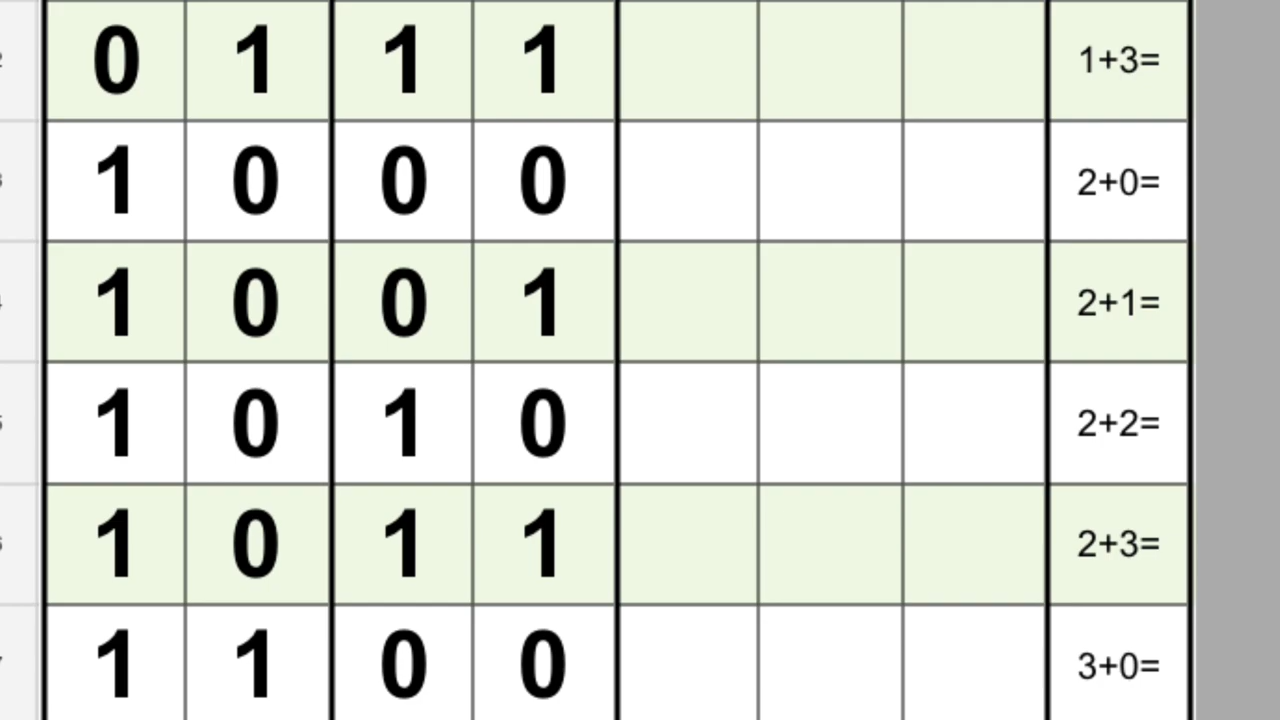 0 1 1 1 1+3=
1 0 0 0 2+0=
1 0 0 1 2+1=
1 0 1 0 2+2=
1 0 1 1 2+3=
1 1 0 0 3+0=